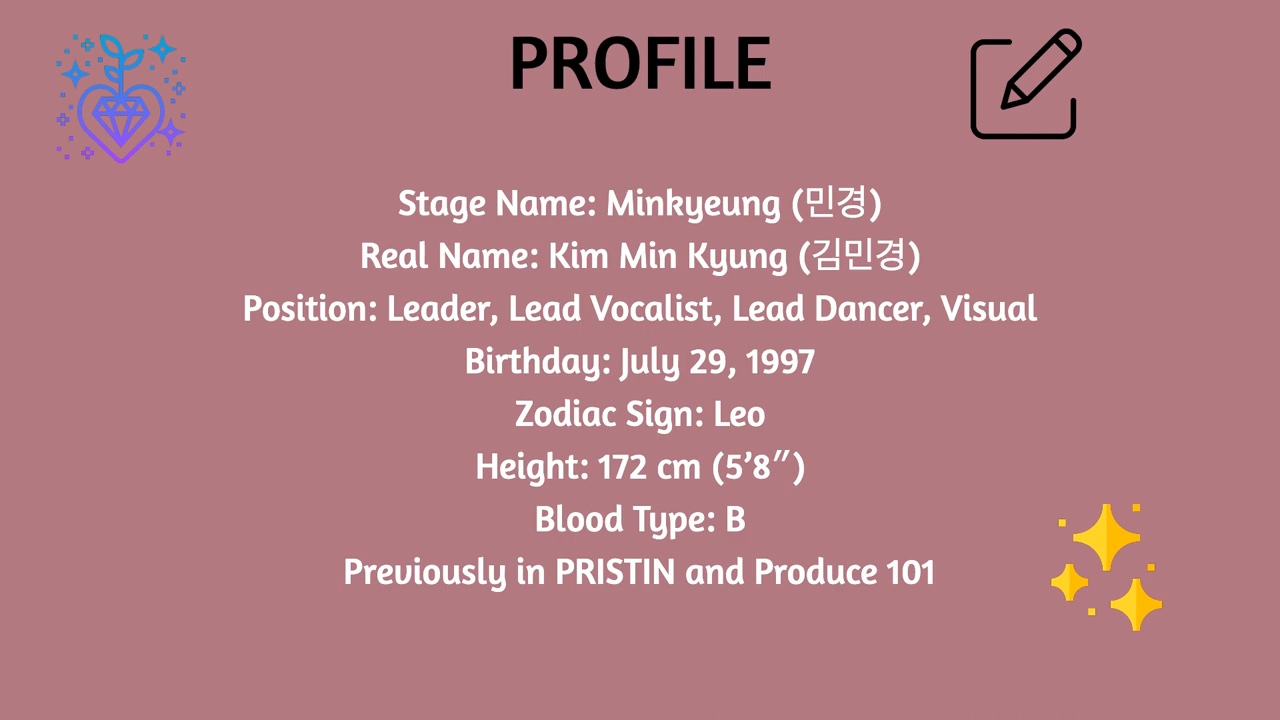 PROFILE
Stage Name: Minkyeung (민경)
Real Name: Kim Min Kyung (김민경)
Position: Leader, Lead Vocalist, Lead Dancer, Visual
Birthday: July 29, 1997
Zodiac Sign: Leo
Height: 172 cm (5’8″)
Blood Type: B
Previously in PRISTIN and Produce 101